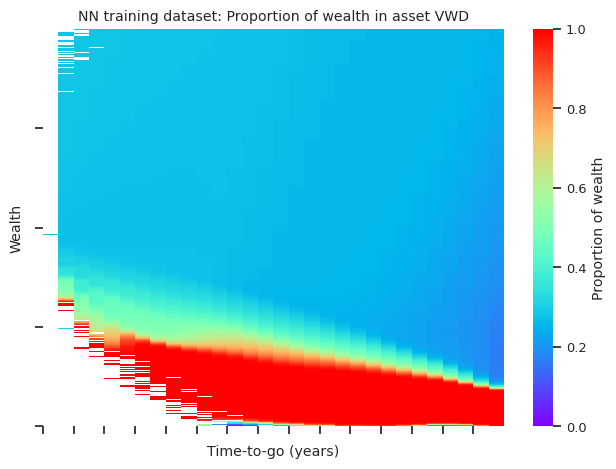 NN training dataset: Proportion of wealth in asset VWD
1.0
0.8
0.6
0.4
0.2
0.0
Proportion of wealth
Wealth
Time-to-go (years)